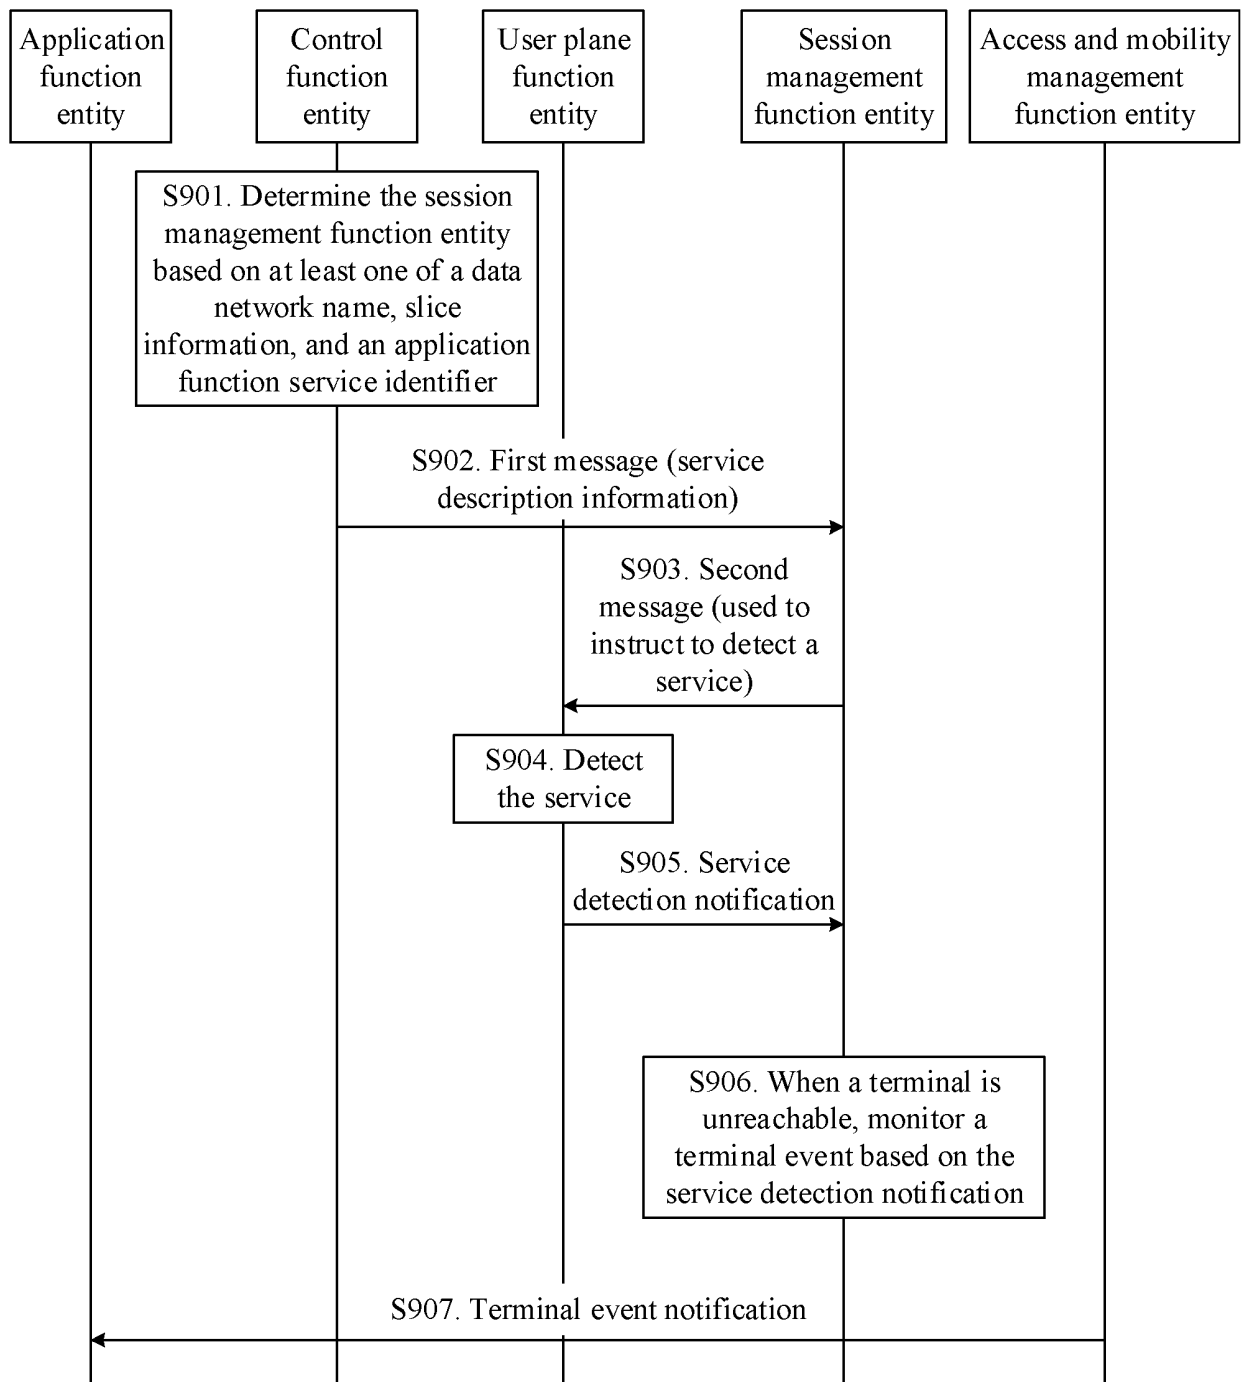 Application
function
entity
Control
function
entity
User plane
function
entity
Session
management
function entity
Access and mobility
management
function entity
S901. Determine the session
management function entity
based on at least one of a data
network name, slice
information, and an application
function service identifier
S902. First message (service
description information)
S903. Second
message (used to
instruct to detect a
service)
S904. Detect
the service
S905. Service
detection notification
S906. When a terminal is
unreachable, monitor a
terminal event based on the
service detection notification
S907. Terminal event notification